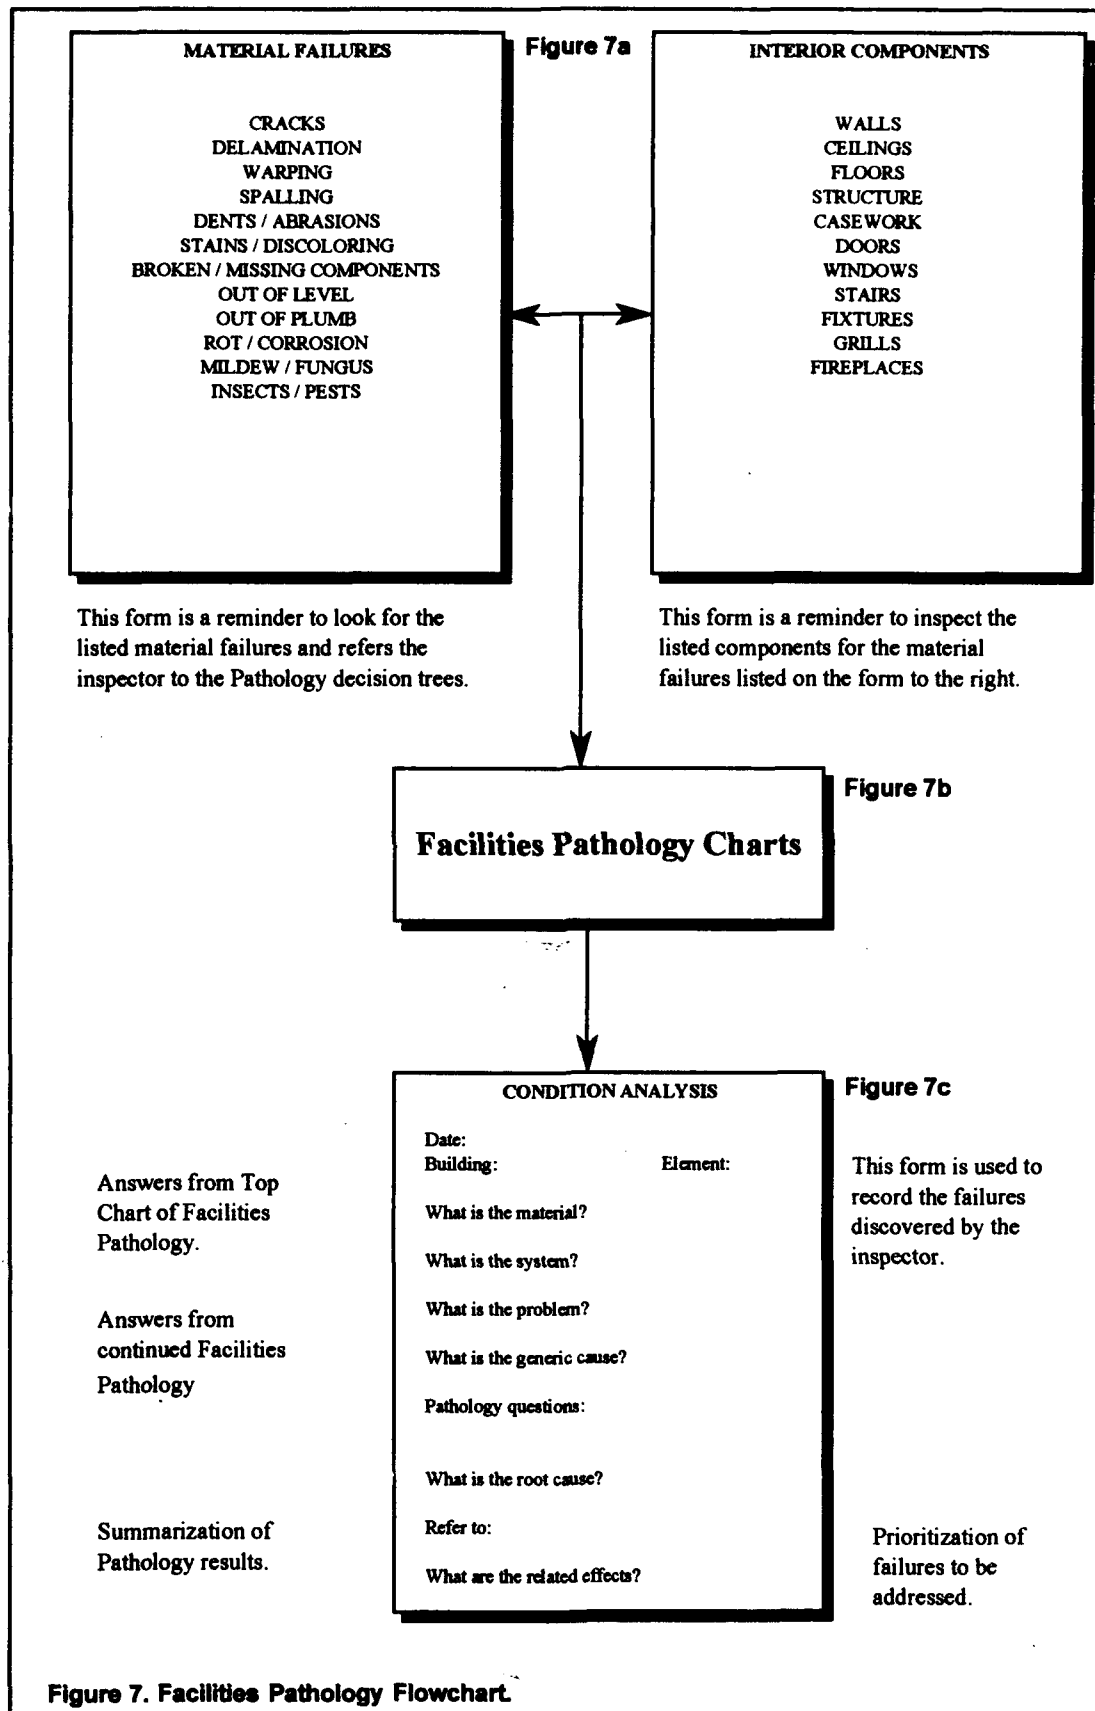 Figure 7a
MATERIAL FAILURES
CRACKS
DELAMINATION
WARPING
SPALLING
DENTS / ABRASIONS
STAINS / DISCOLORING
BROKEN / MISSING COMPONENTS
OUT OF LEVEL
OUT OF PLUMB
ROT / CORROSION
MILDEW / FUNGUS
INSECTS / PESTS
This form is a reminder to look for the
listed material failures and refers the
inspector to the Pathology decision trees.
INTERIOR COMPONENTS
WALLS
CEILINGS
FLOORS
STRUCTURE
CASEWORK
DOORS
WINDOWS
STAIRS
FIXTURES
GRILLS
FIREPLACES
This form is a reminder to inspect the
listed components for the material
failures listed on the form to the right.
Figure 7b
Facilities Pathology Charts
Figure 7c
CONDITION ANALYSIS
Date:
Building: Element:
What is the material?
What is the system?
What is the problem?
What is the generic cause?
Pathology questions:
What is the root cause?
Refer to:
What are the related effects?
Answers from Top
Chart of Facilities
Pathology.
Answers from
continued Facilities
Pathology
Summarization of
Pathology results.
This form is used to
record the failures
discovered by the
inspector.
Prioritization of
failures to be
addressed.
Figure 7. Facilities Pathology Flowchart.